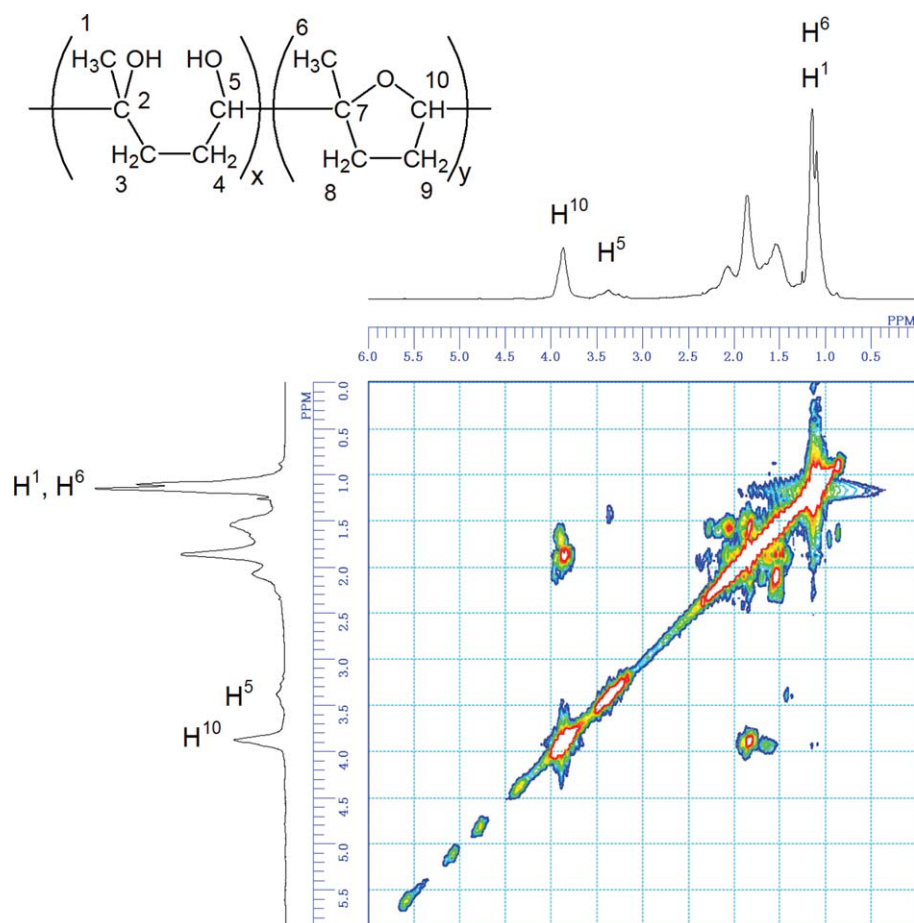 1
6
H₃C
OH
HO
5
O
10
H⁶
C
2
CH
C
7
CH
H¹
H₂C
CH₂
x
H₂C
CH₂
y
3
4
8
9
H¹⁰
H⁵
PPM
6.0 5.5 5.0 4.5 4.0 3.5 3.0 2.5 2.0 1.5 1.0 0.5
PPM
0.0
0.5
H¹, H⁶
1.0
1.5
2.0
2.5
3.0
H⁵
3.5
H¹⁰
4.0
4.5
5.0
5.5